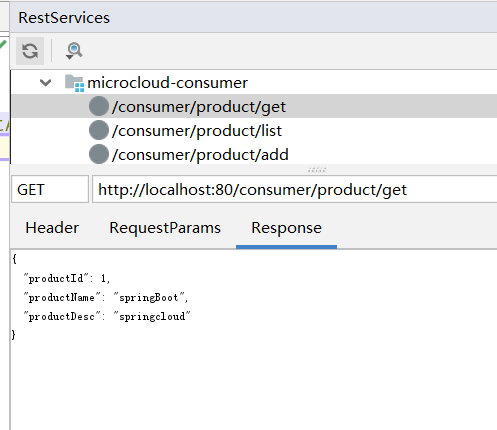 RestServices
microcloud-consumer
/consumer/product/get
/consumer/product/list
/consumer/product/add
GET http://localhost:80/consumer/product/get
Header RequestParams Response
{
"productId": 1,
"productName": "springBoot",
"productDesc": "springcloud"
}